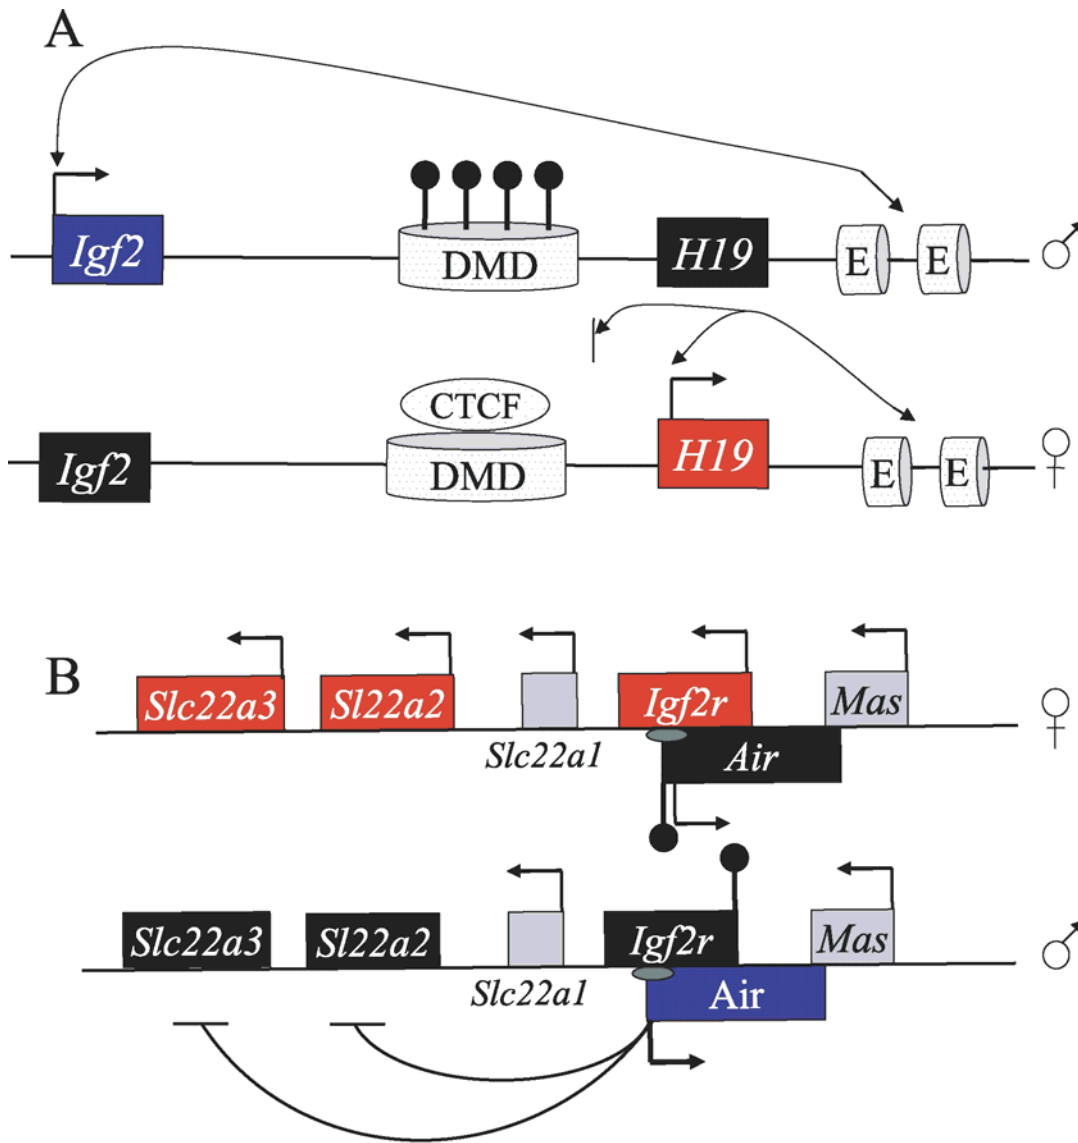 A
Igf2 DMD H19 E E ♂
Igf2 CTCF DMD H19 E E ♀
B
Slc22a3 Sl22a2 Slc22a1 Igf2r Air Mas ♀
Slc22a3 Sl22a2 Slc22a1 Igf2r Air Mas ♂